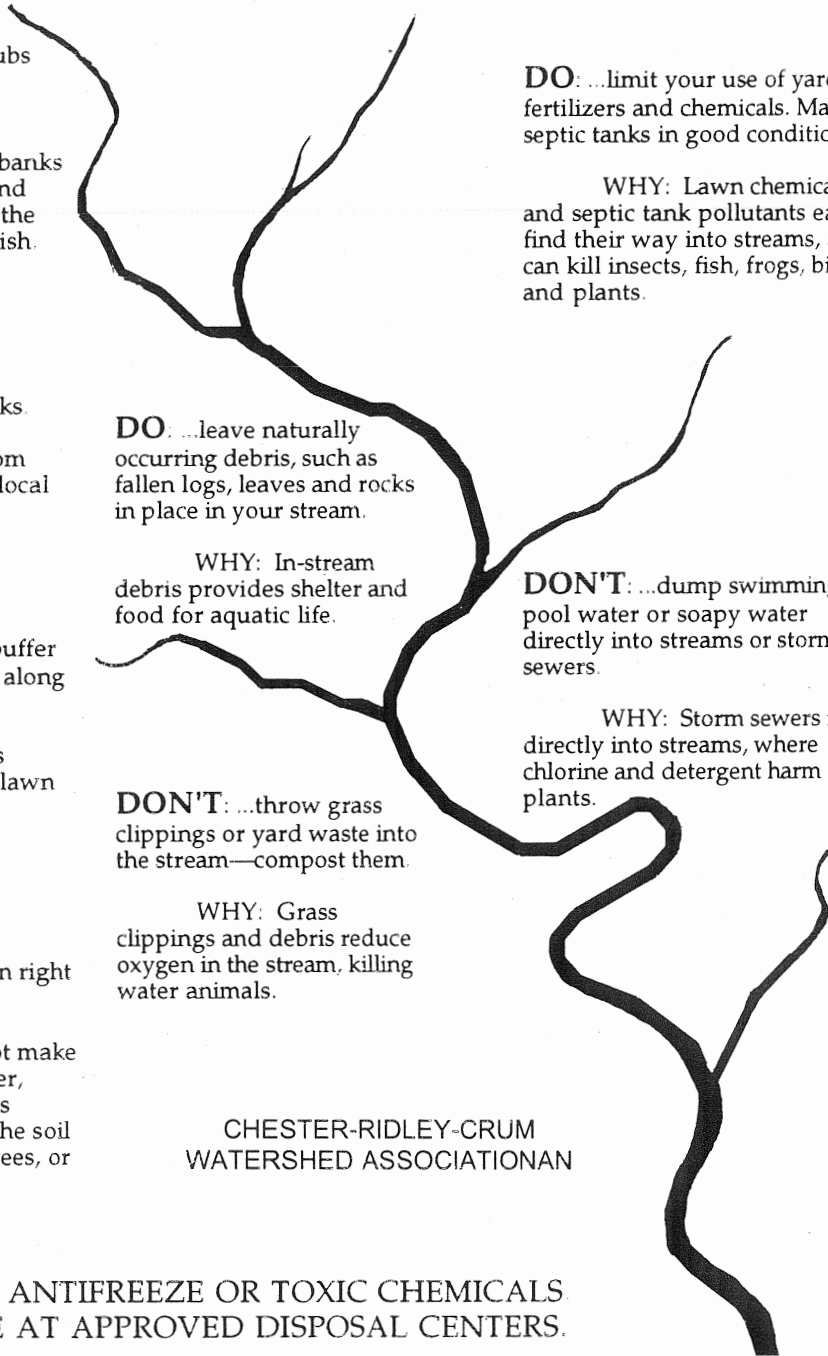 ubs
banks
nd
the
ish.
ks.
om
local
uffer
along
s
lawn
n right
ot make
er,
s
he soil
ees, or
DO: ...leave naturally
occurring debris, such as
fallen logs, leaves and rocks
in place in your stream.
WHY: In-stream
debris provides shelter and
food for aquatic life.
DON'T: ...throw grass
clippings or yard waste into
the stream—compost them.
WHY: Grass
clippings and debris reduce
oxygen in the stream, killing
water animals.
DO: ...limit your use of yar
fertilizers and chemicals. Ma
septic tanks in good conditio
WHY: Lawn chemica
and septic tank pollutants ea
find their way into streams,
can kill insects, fish, frogs, bi
and plants.
DON'T: ...dump swimmin
pool water or soapy water
directly into streams or storm
sewers.
WHY: Storm sewers
directly into streams, where
chlorine and detergent harm
plants.
CHESTER-RIDLEY-CRUM
WATERSHED ASSOCIATIONAN
ANTIFREEZE OR TOXIC CHEMICALS.
E AT APPROVED DISPOSAL CENTERS.